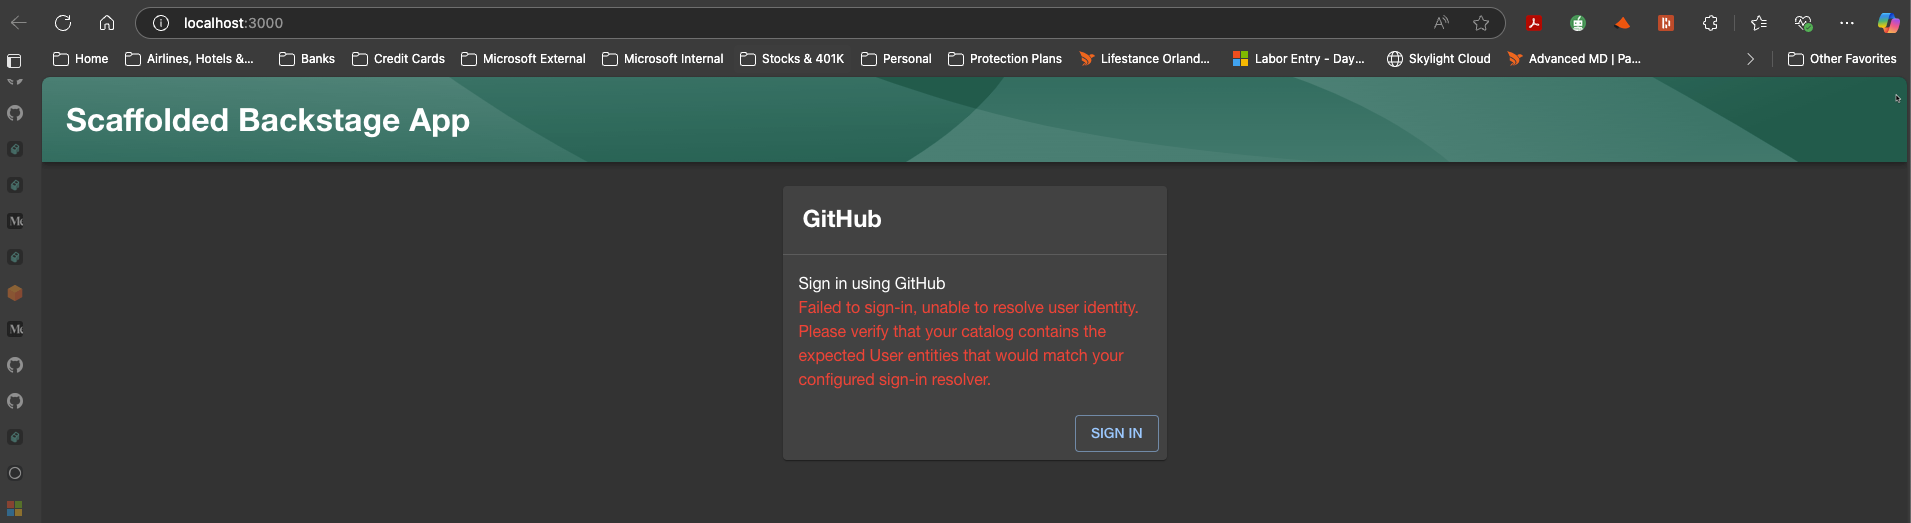 localhost:3000
Home
Airlines, Hotels &...
Banks
Credit Cards
Microsoft External
Microsoft Internal
Stocks & 401K
Personal
Protection Plans
Lifestance Orland...
Labor Entry - Day...
Skylight Cloud
Advanced MD | Pa...
Other Favorites
Scaffolded Backstage App
GitHub
Sign in using GitHub
Failed to sign-in, unable to resolve user identity.
Please verify that your catalog contains the
expected User entities that would match your
configured sign-in resolver.
SIGN IN